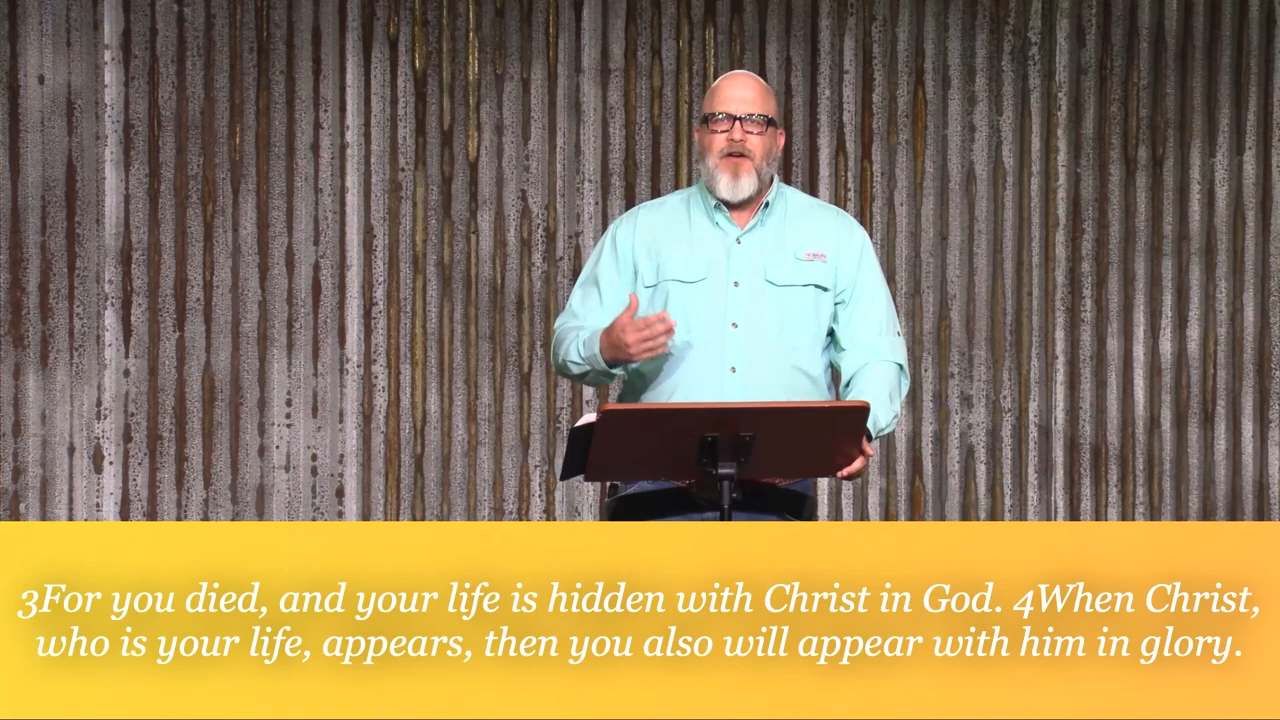 3For you died, and your life is hidden with Christ in God. 4When Christ,
who is your life, appears, then you also will appear with him in glory.